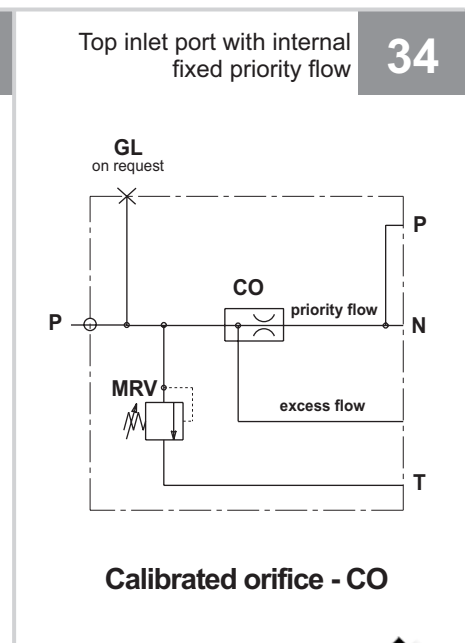 Top inlet port with internal
fixed priority flow
34
GL
on request
P
CO
priority flow
P
N
MRV
excess flow
T
Calibrated orifice - CO